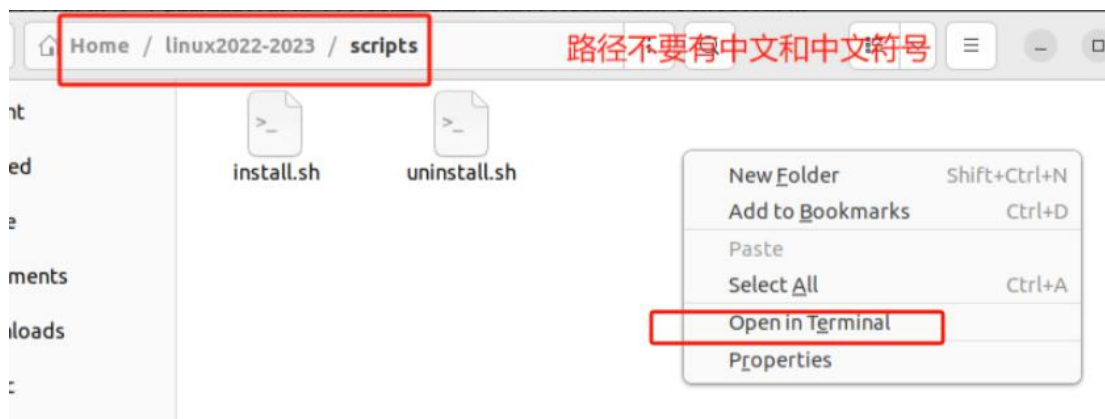 Home / linux2022-2023 / scripts
路径不要有中文和中文符号
install.sh
uninstall.sh
New Folder Shift+Ctrl+N
Add to Bookmarks Ctrl+D
Paste
Select All Ctrl+A
Open in Terminal
Properties